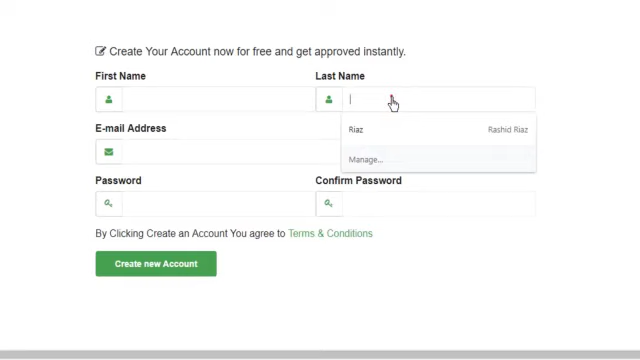 Create Your Account now for free and get approved instantly.
First Name
Last Name
Riaz
Rashid Riaz
Manage...
E-mail Address
Password
Confirm Password
By Clicking Create an Account You agree to Terms & Conditions
Create new Account